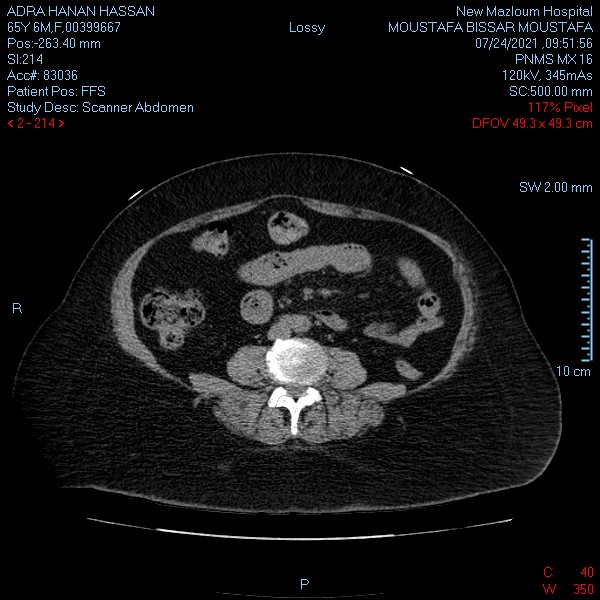 ADRA HANAN HASSAN
65Y 6M,F,00399667
Pos:-263.40 mm
SI:214
Acc#: 83036
Patient Pos: FFS
Study Desc: Scanner Abdomen
< 2 - 214 >
Lossy
New Mazloum Hospital
MOUSTAFA BISSAR MOUSTAFA
07/24/2021 ,09:51:56
PNMS MX 16
120kV, 345mAs
SC:500.00 mm
117% Pixel
DFOV 49.3 x 49.3 cm
SW 2.00 mm
R
10 cm
P
C 40
W 350